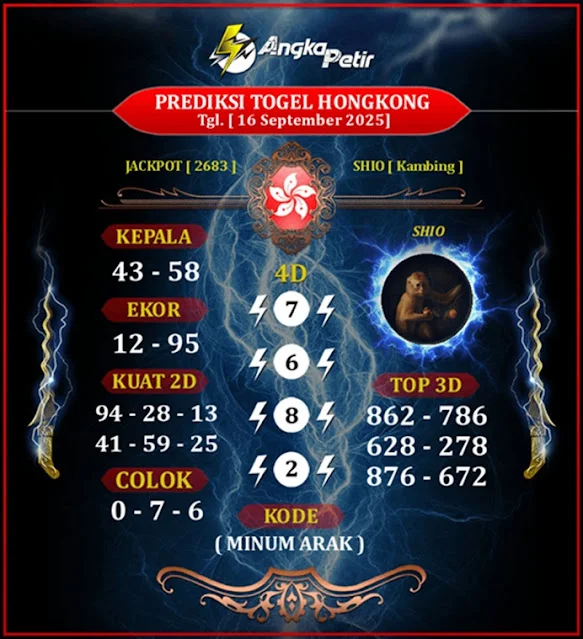 Angka Petir
PREDIKSI TOGEL HONGKONG
Tgl. [ 16 September 2025]
JACKPOT [ 2683 ]
SHIO [ Kambing ]
KEPALA
43 - 58
EKOR
12 - 95
KUAT 2D
94 - 28 - 13
41 - 59 - 25
COLOK
0 - 7 - 6
4D
7
6
8
2
KODE
( MINUM ARAK )
SHIO
TOP 3D
862 - 786
628 - 278
876 - 672